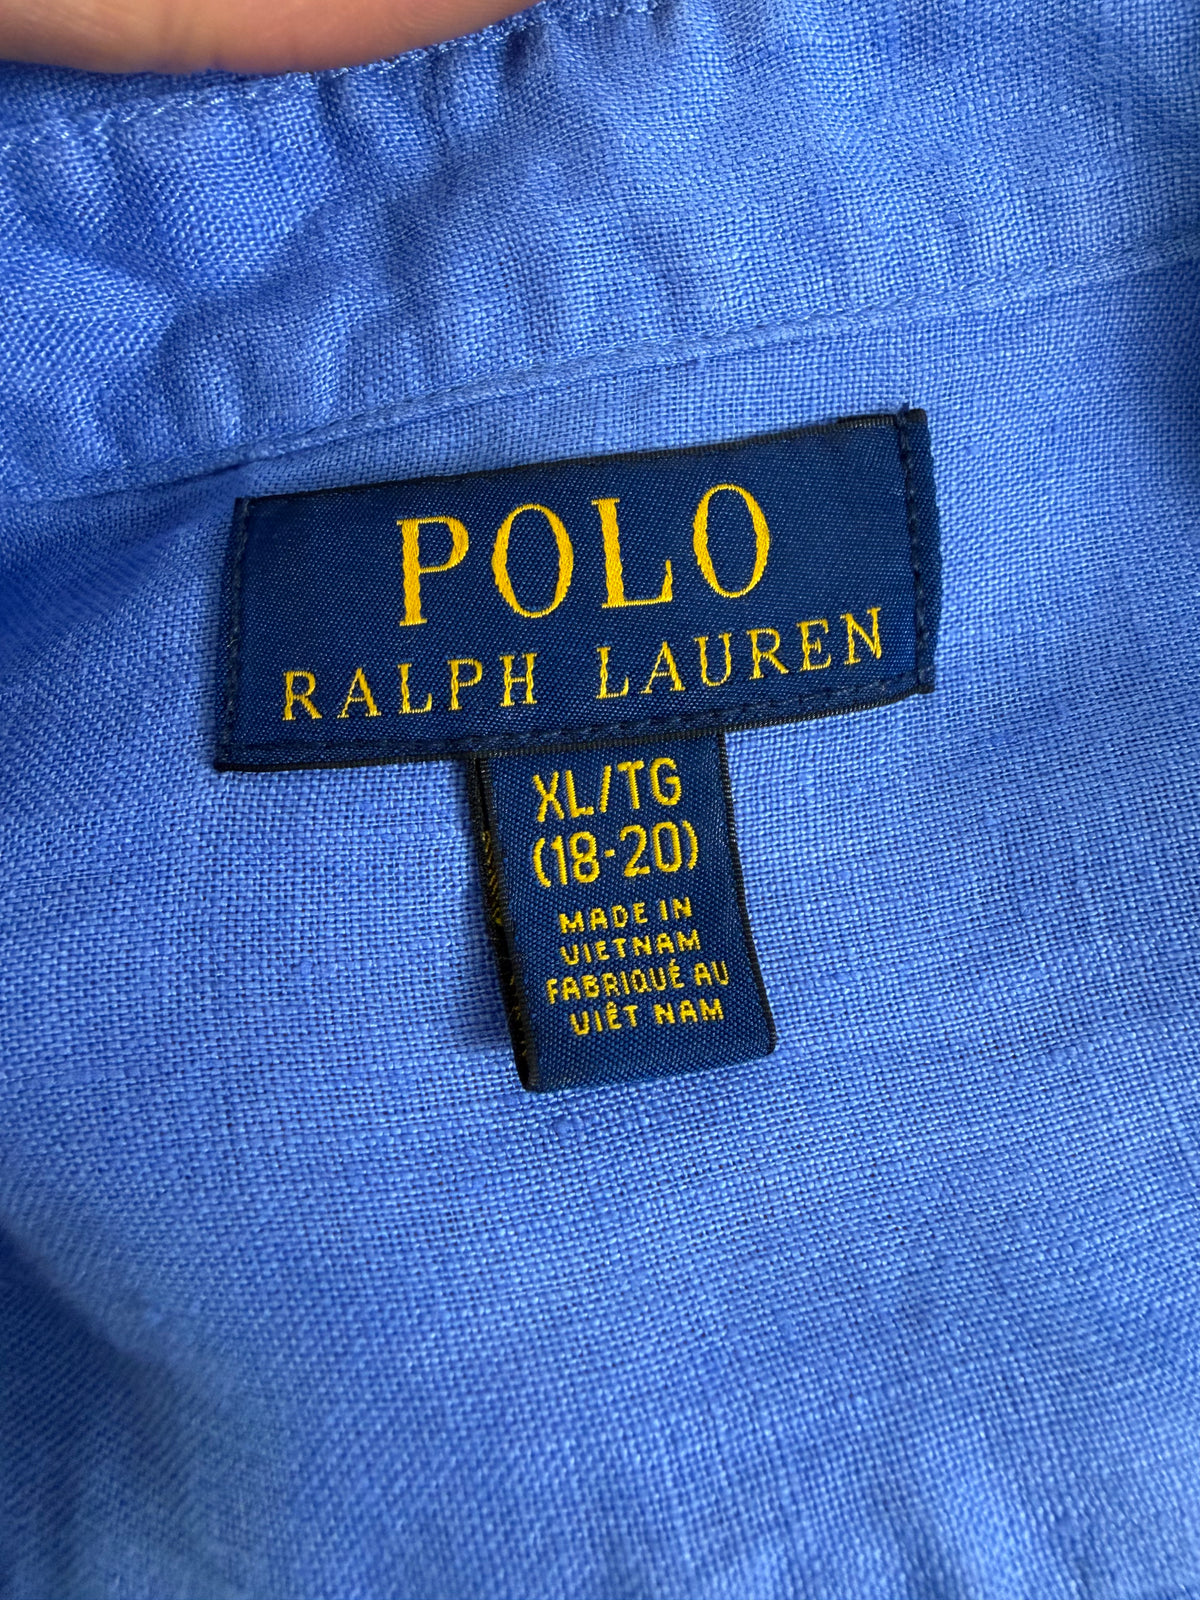 POLO
RALPH LAUREN
XL/TG
(18-20)
MADE IN
VIETNAM
FABRIQUÉ AU
VIÊT NAM